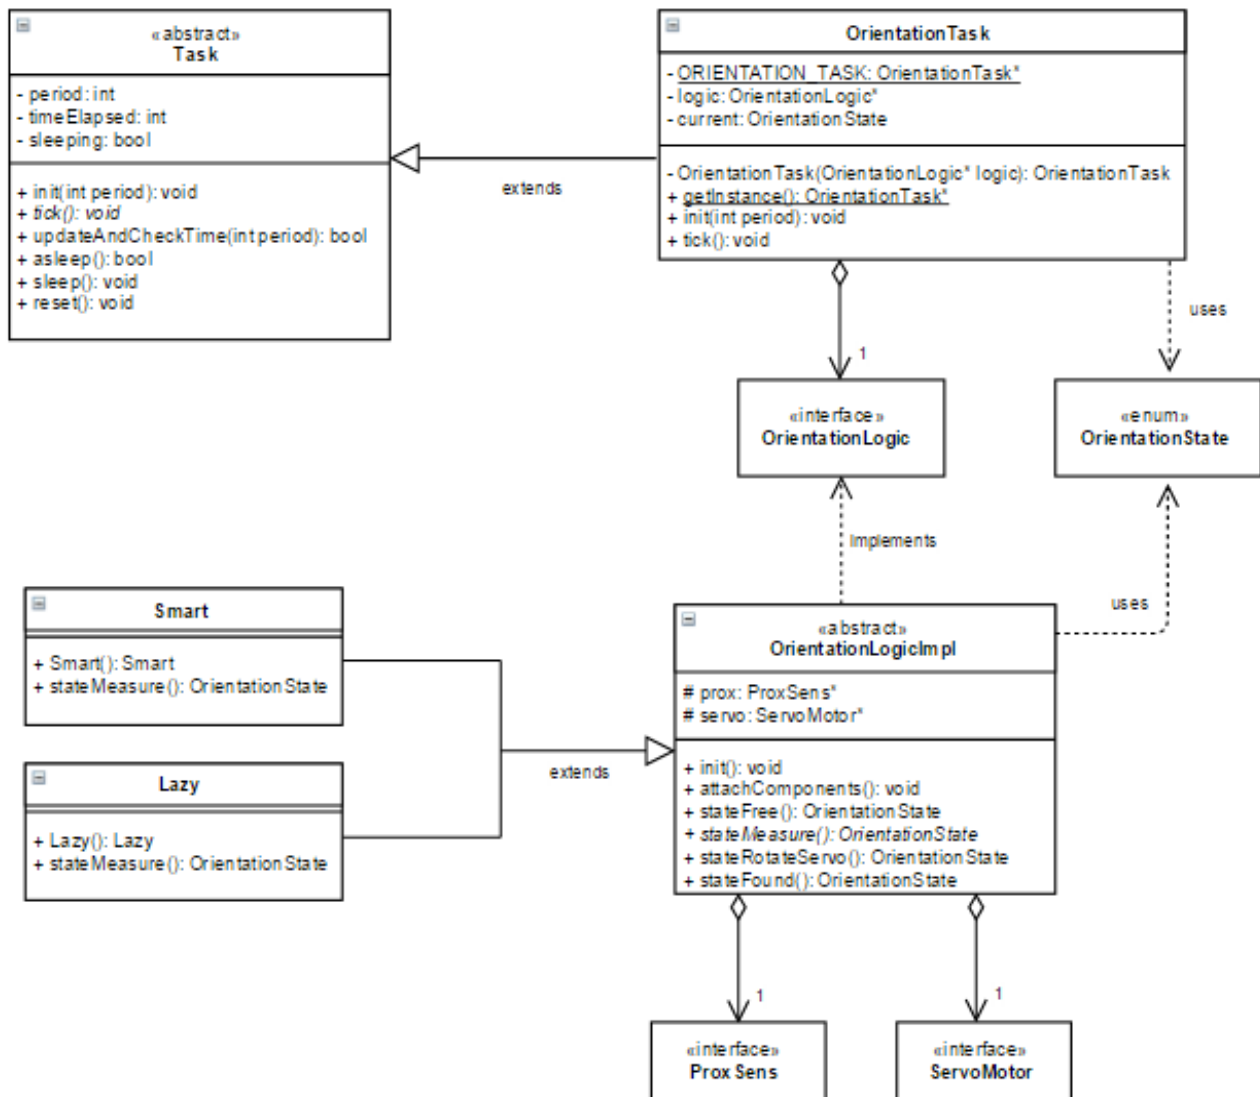 «abstract»
Task
- period: int
- timeElapsed: int
- sleeping: bool
+ init(int period): void
+ tick(): void
+ updateAndCheckTime(int period): bool
+ asleep(): bool
+ sleep(): void
+ reset(): void
extends
OrientationTask
- ORIENTATION_TASK: OrientationTask*
- logic: OrientationLogic*
- current: OrientationState
- OrientationTask(OrientationLogic* logic): OrientationTask
+ getInstance(): OrientationTask*
+ init(int period): void
+ tick(): void
1
uses
«interface»
OrientationLogic
«enum»
OrientationState
Implements
uses
Smart
+ Smart(): Smart
+ stateMeasure(): OrientationState
Lazy
+ Lazy(): Lazy
+ stateMeasure(): OrientationState
extends
«abstract»
OrientationLogicImpl
# prox: ProxSens*
# servo: ServoMotor*
+ init(): void
+ attachComponents(): void
+ stateFree(): OrientationState
+ stateMeasure(): OrientationState
+ stateRotateServo(): OrientationState
+ stateFound(): OrientationState
1
1
«interface»
ProxSens
«interface»
ServoMotor